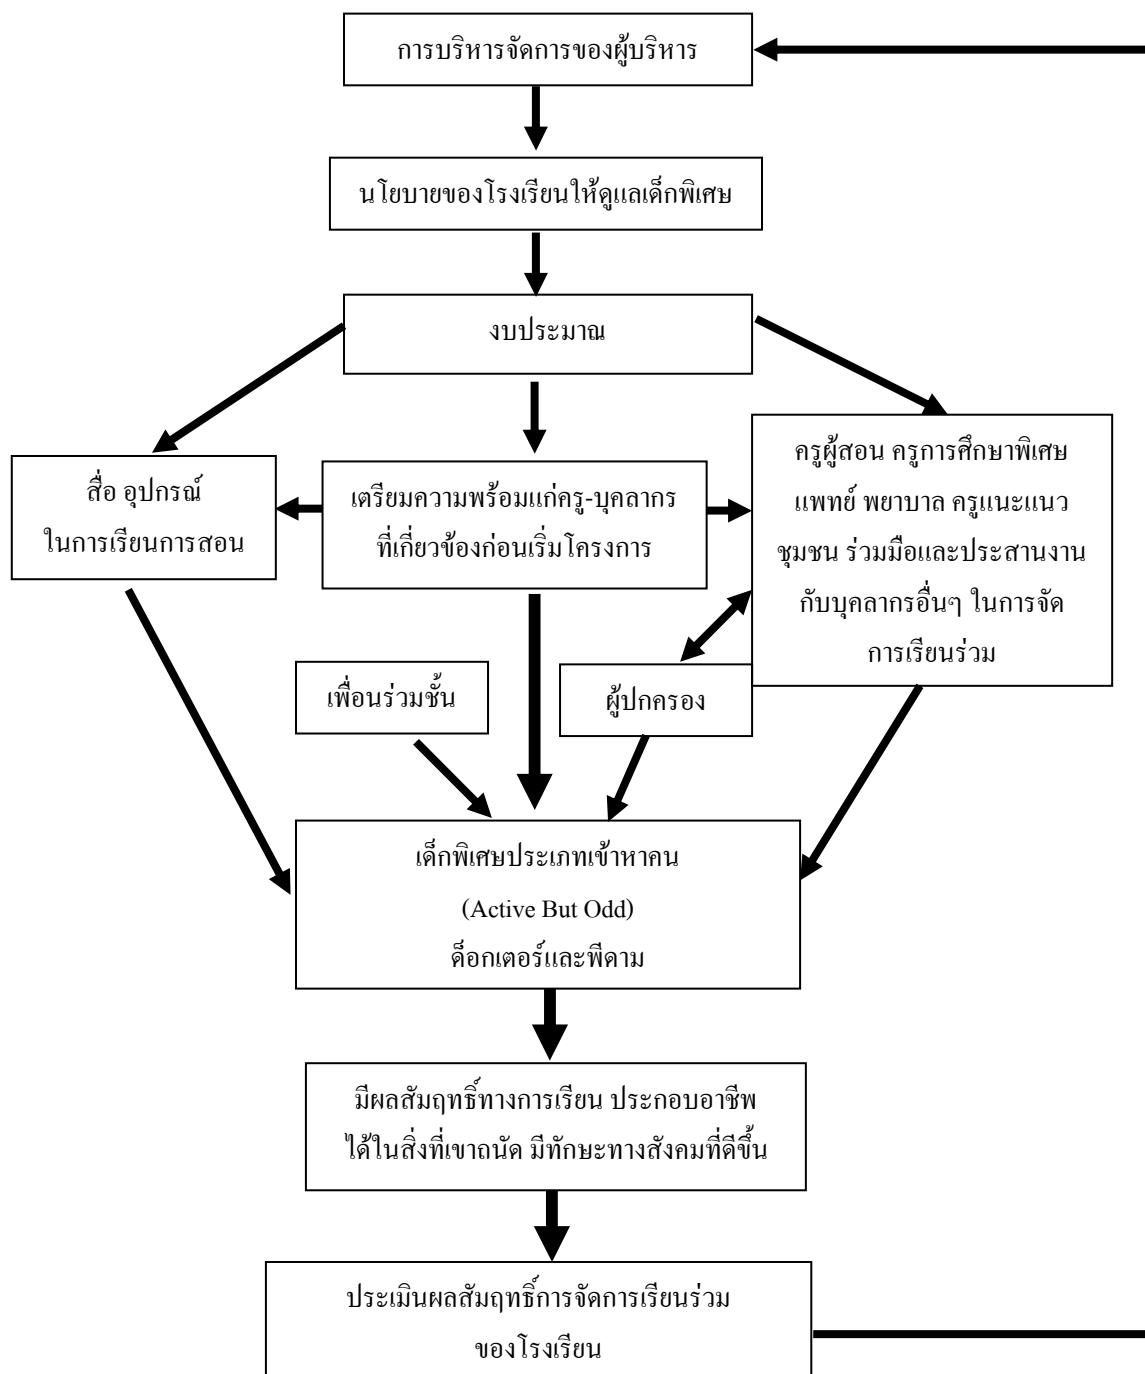 การบริหารจัดการของผู้บริหาร
นโยบายของโรงเรียนให้ดูแลเด็กพิเศษ
งบประมาณ
สื่อ อุปกรณ์
ในการเรียนการสอน
เตรียมความพร้อมแก่ครู-บุคลากร
ที่เกี่ยวข้องก่อนเริ่มโครงการ
ครูผู้สอน ครูการศึกษาพิเศษ
แพทย์ พยาบาล ครูแนะแนว
ชุมชน ร่วมมือและประสานงาน
กับบุคลากรอื่นๆ ในการจัด
การเรียนร่วม
เพื่อนร่วมชั้น
ผู้ปกครอง
เด็กพิเศษประเภทเข้าหาคน
(Active But Odd)
ด็อกเตอร์และพีดาม
มีผลสัมฤทธิ์ทางการเรียน ประกอบอาชีพ
ได้ในสิ่งที่เขาถนัด มีทักษะทางสังคมที่ดีขึ้น
ประเมินผลสัมฤทธิ์การจัดการเรียนร่วม
ของโรงเรียน